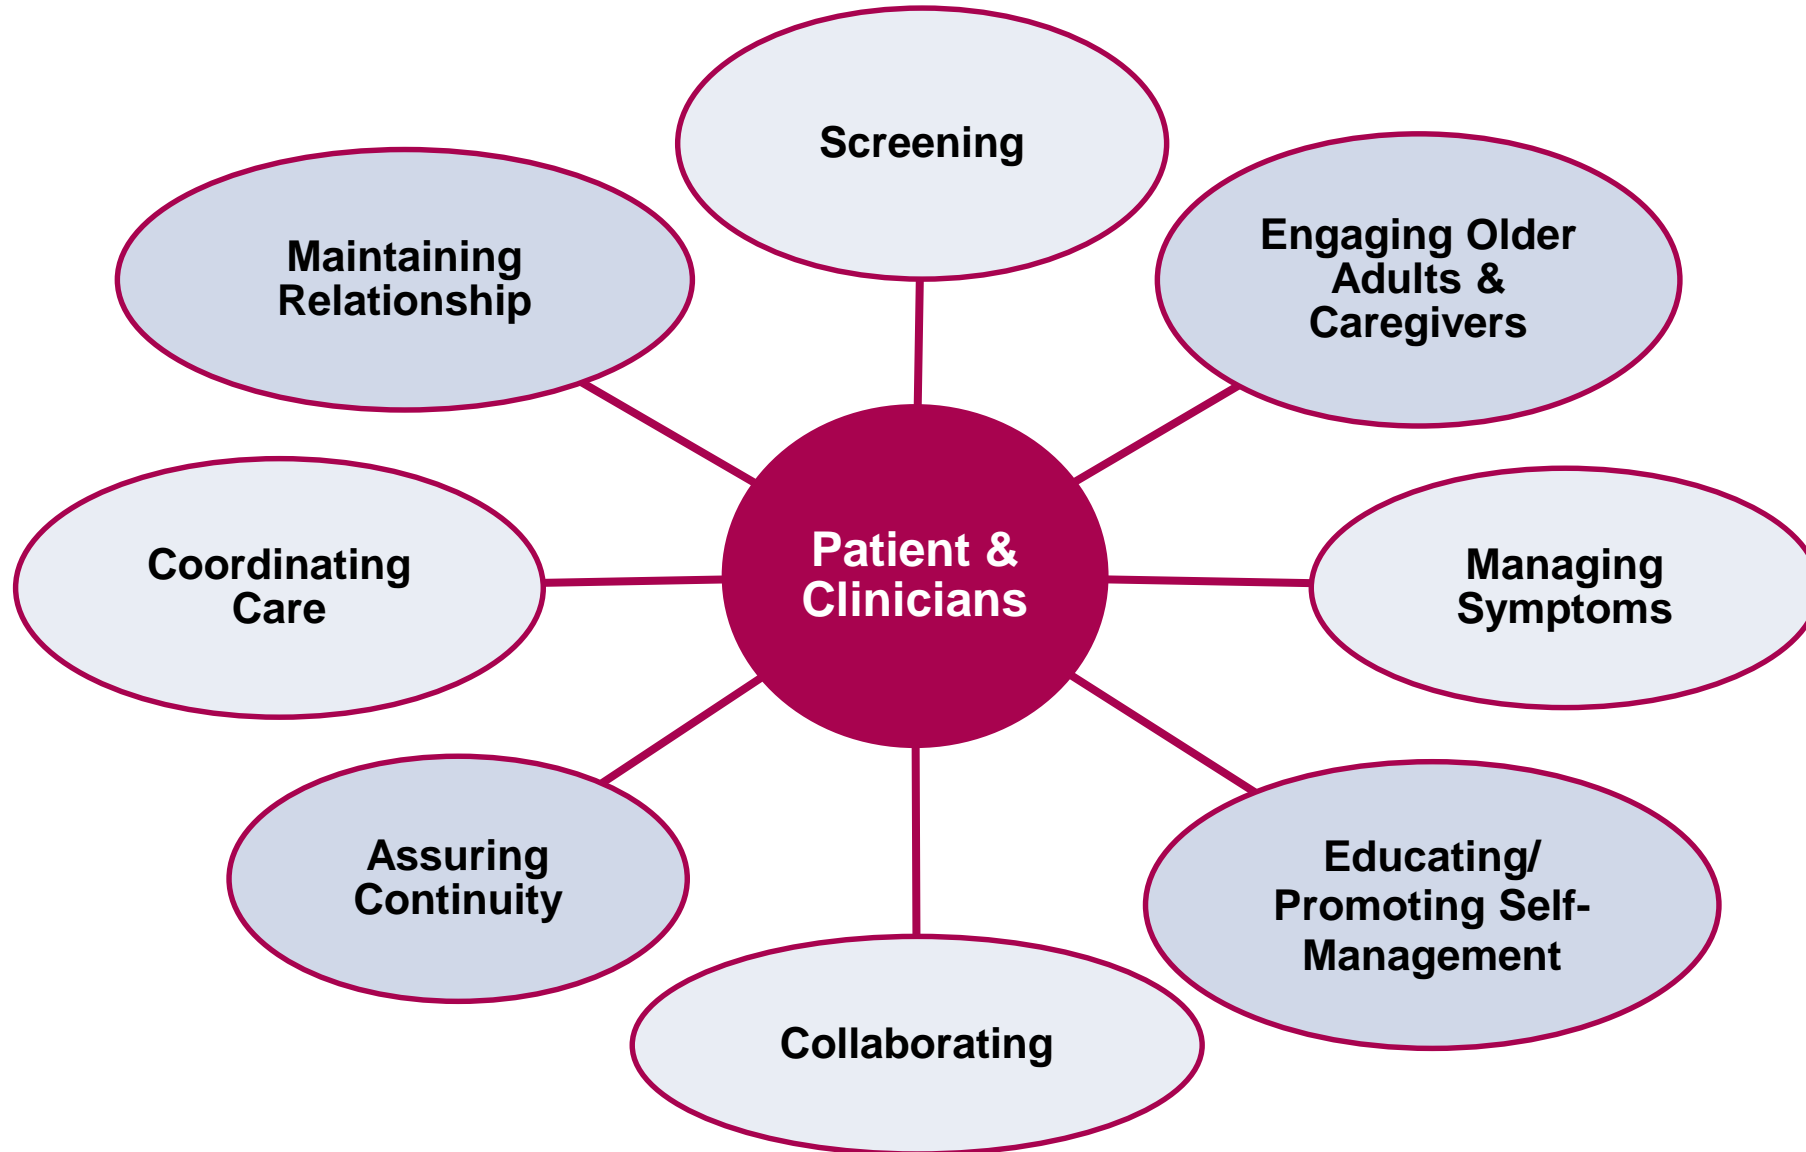 Screening
Engaging Older
Adults &
Caregivers
Maintaining
Relationship
Patient &
Clinicians
Managing
Symptoms
Coordinating
Care
Educating/
Promoting Self-
Management
Assuring
Continuity
Collaborating